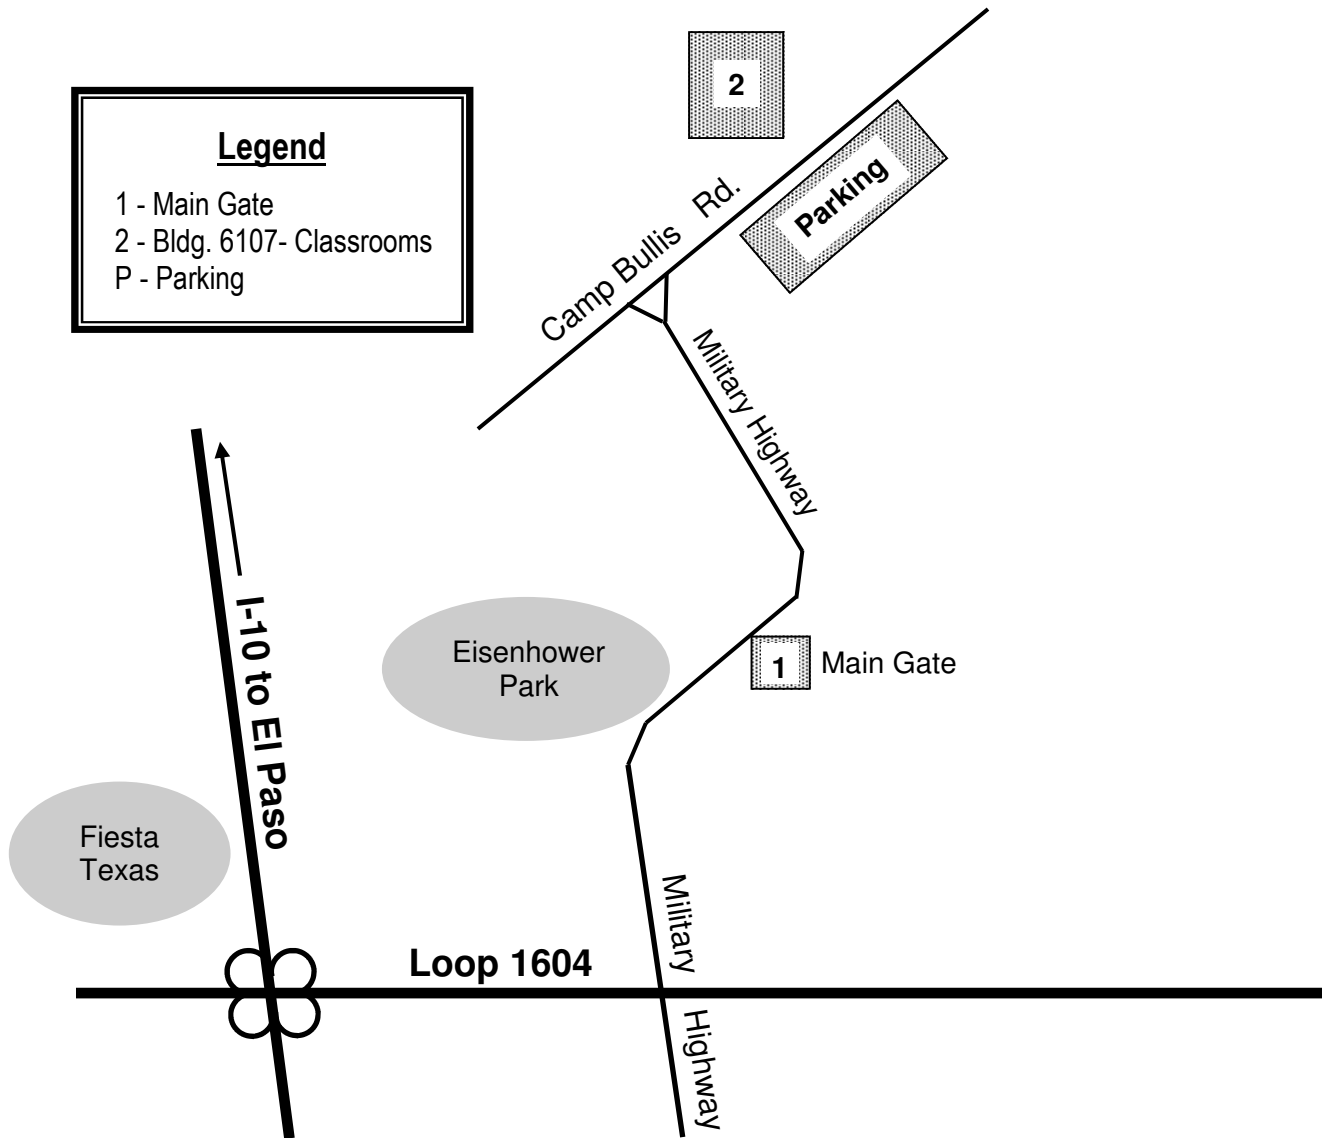 Legend
1 - Main Gate
2 - Bldg. 6107- Classrooms
P - Parking
2
Parking
Camp Bullis Rd.
Military Highway
I-10 to El Paso
Eisenhower
Park
1
Main Gate
Fiesta
Texas
Loop 1604
Military Highway